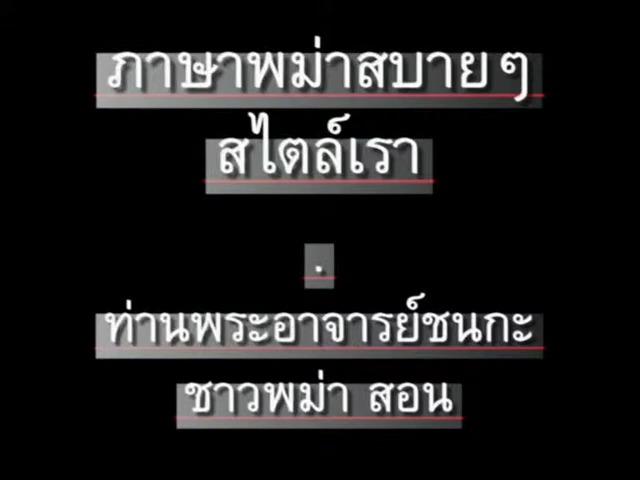 ภาษาพม่าสบายๆ
สไตล์เรา
.
ท่านพระอาจารย์ชนกะ
ชาวพม่า สอน